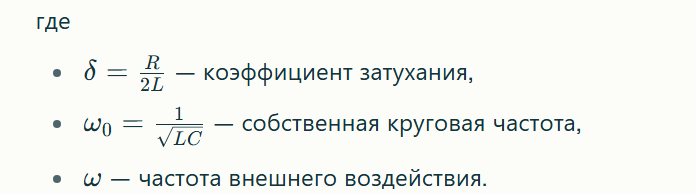 где
• δ = R/2L — коэффициент затухания,
• ω₀ = 1/√LC — собственная круговая частота,
• ω — частота внешнего воздействия.